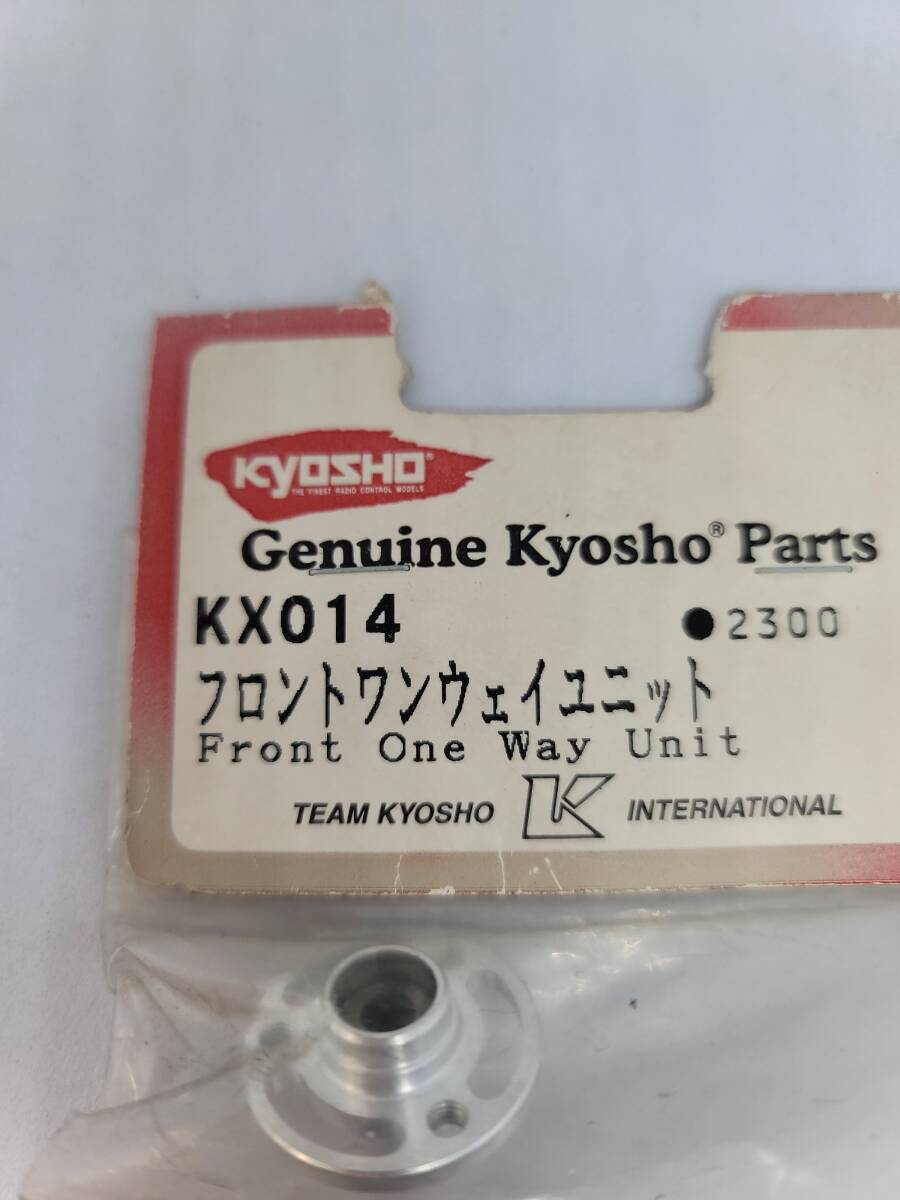 KYOSHO®
THE FINEST RADIO CONTROL MODELS
Genuine Kyosho® Parts
KX014 ●2300
フロントワンウェイユニット
Front One Way Unit
TEAM KYOSHO K INTERNATIONAL